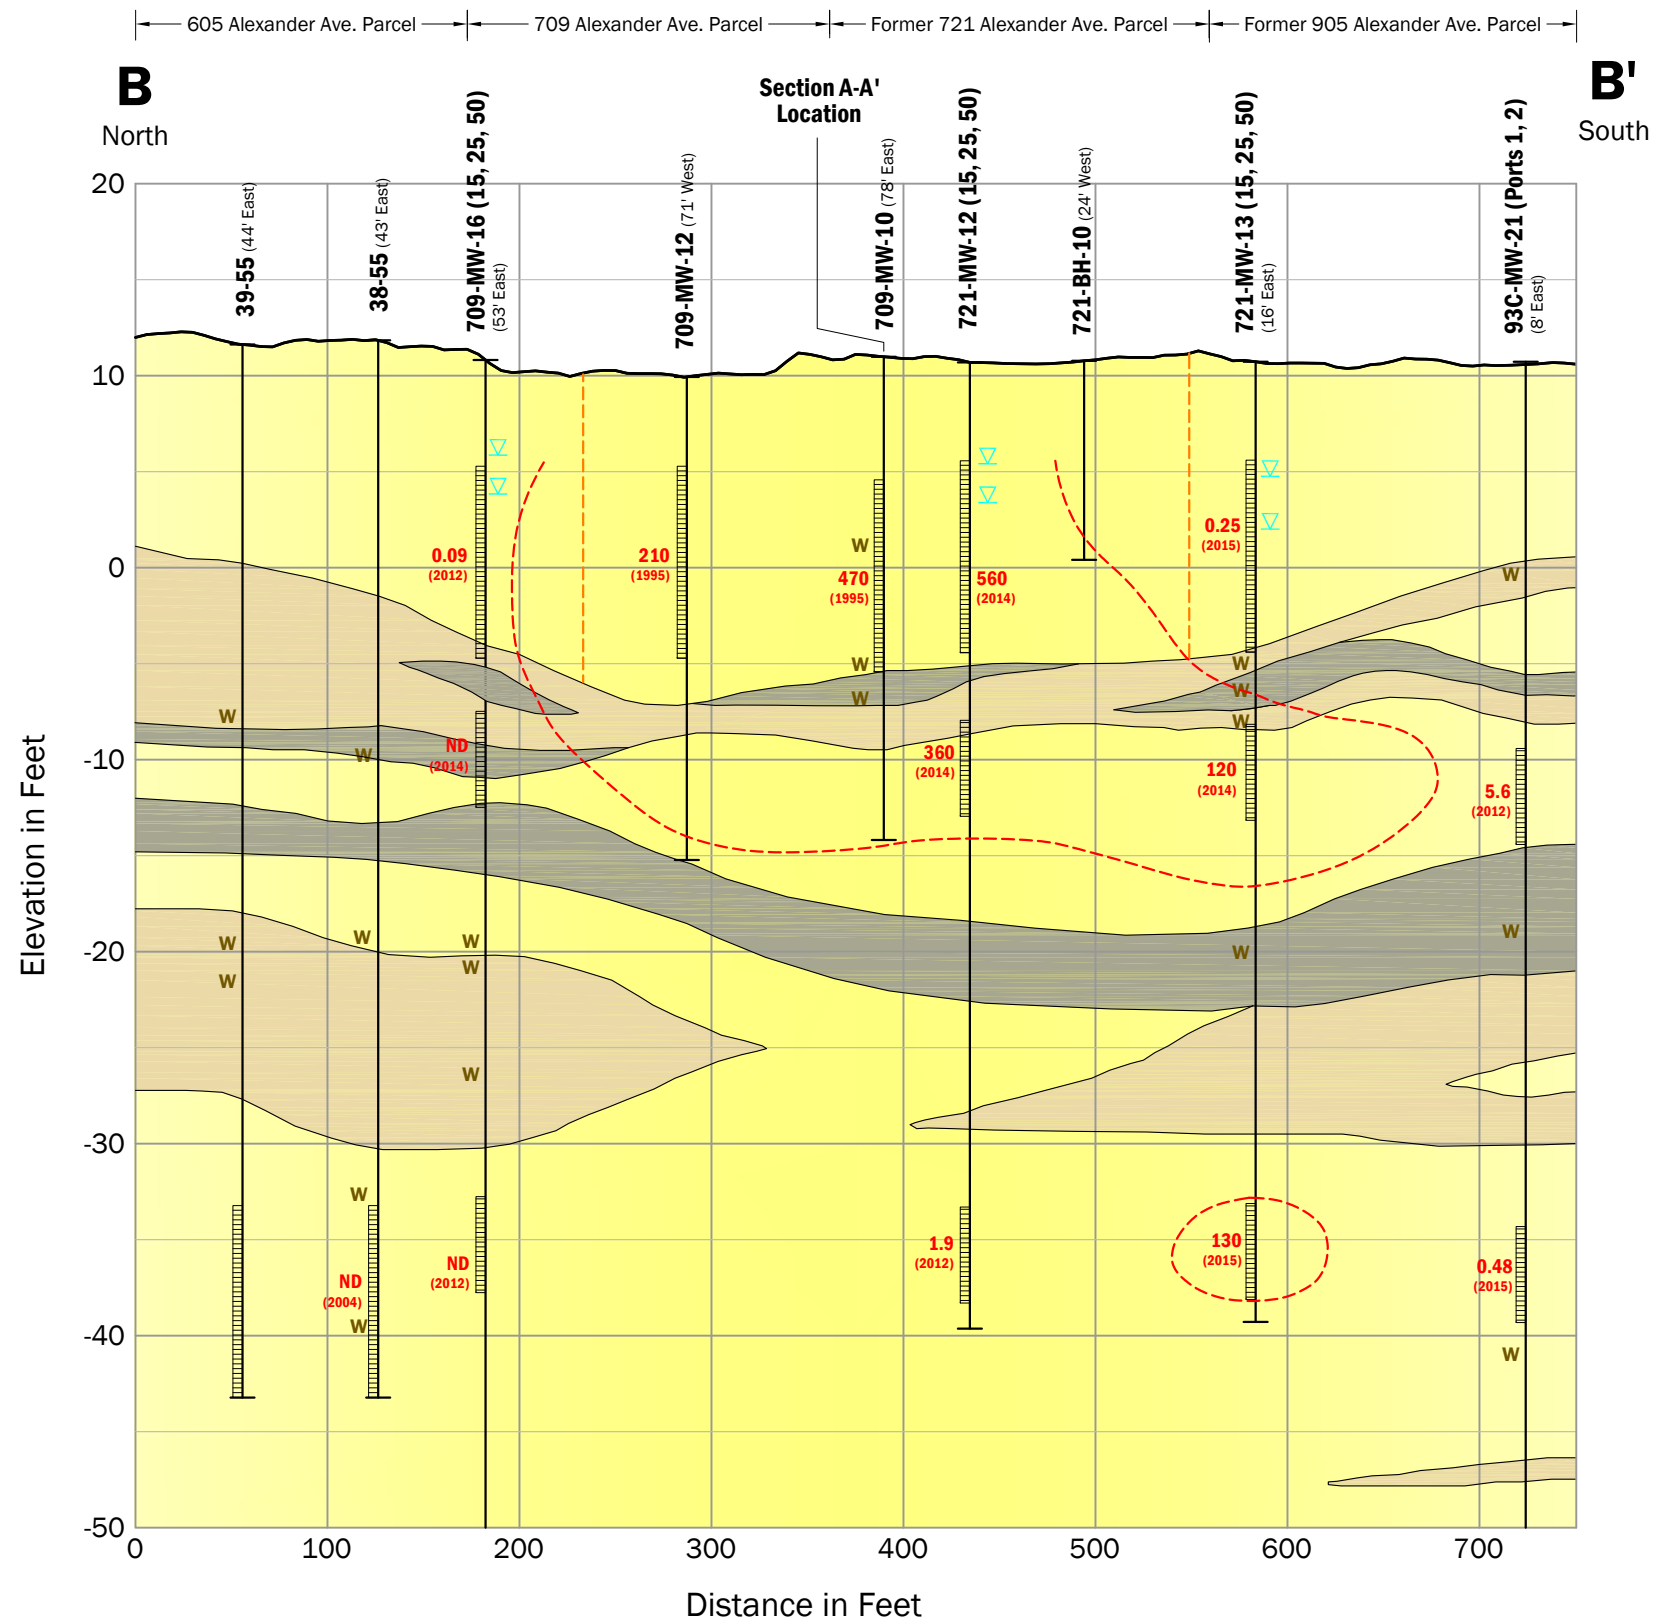 605 Alexander Ave. Parcel
709 Alexander Ave. Parcel
Former 721 Alexander Ave. Parcel
Former 905 Alexander Ave. Parcel
B
North
B'
South
Section A-A'
Location
39-55 (44' East)
38-55 (43' East)
709-MW-16 (15, 25, 50)
(53' East)
709-MW-12 (71' West)
709-MW-10 (78' East)
721-MW-12 (15, 25, 50)
721-BH-10 (24' West)
721-MW-13 (15, 25, 50)
(16' East)
93C-MW-21 (Ports 1, 2)
(8' East)
Elevation in Feet
20
10
0
-10
-20
-30
-40
-50
W
W
W
W
ND
(2004)
W
W
W
0.09
(2012)
ND
(2014)
W
W
W
ND
(2012)
210
(1995)
W
470
(1995)
W
W
560
(2014)
360
(2014)
1.9
(2012)
0.25
(2015)
W
W
W
120
(2014)
W
130
(2015)
W
5.6
(2012)
W
0.48
(2015)
W
0
100
200
300
400
500
600
700
Distance in Feet